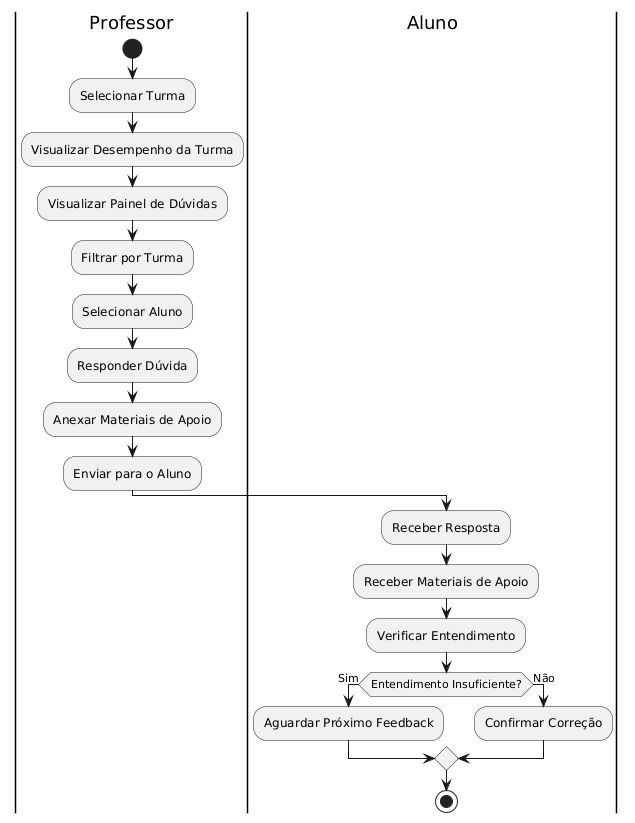 Professor
Aluno
Selecionar Turma
Visualizar Desempenho da Turma
Visualizar Painel de Dúvidas
Filtrar por Turma
Selecionar Aluno
Responder Dúvida
Anexar Materiais de Apoio
Enviar para o Aluno
Receber Resposta
Receber Materiais de Apoio
Verificar Entendimento
Sim
Entendimento Insuficiente?
Não
Aguardar Próximo Feedback
Confirmar Correção